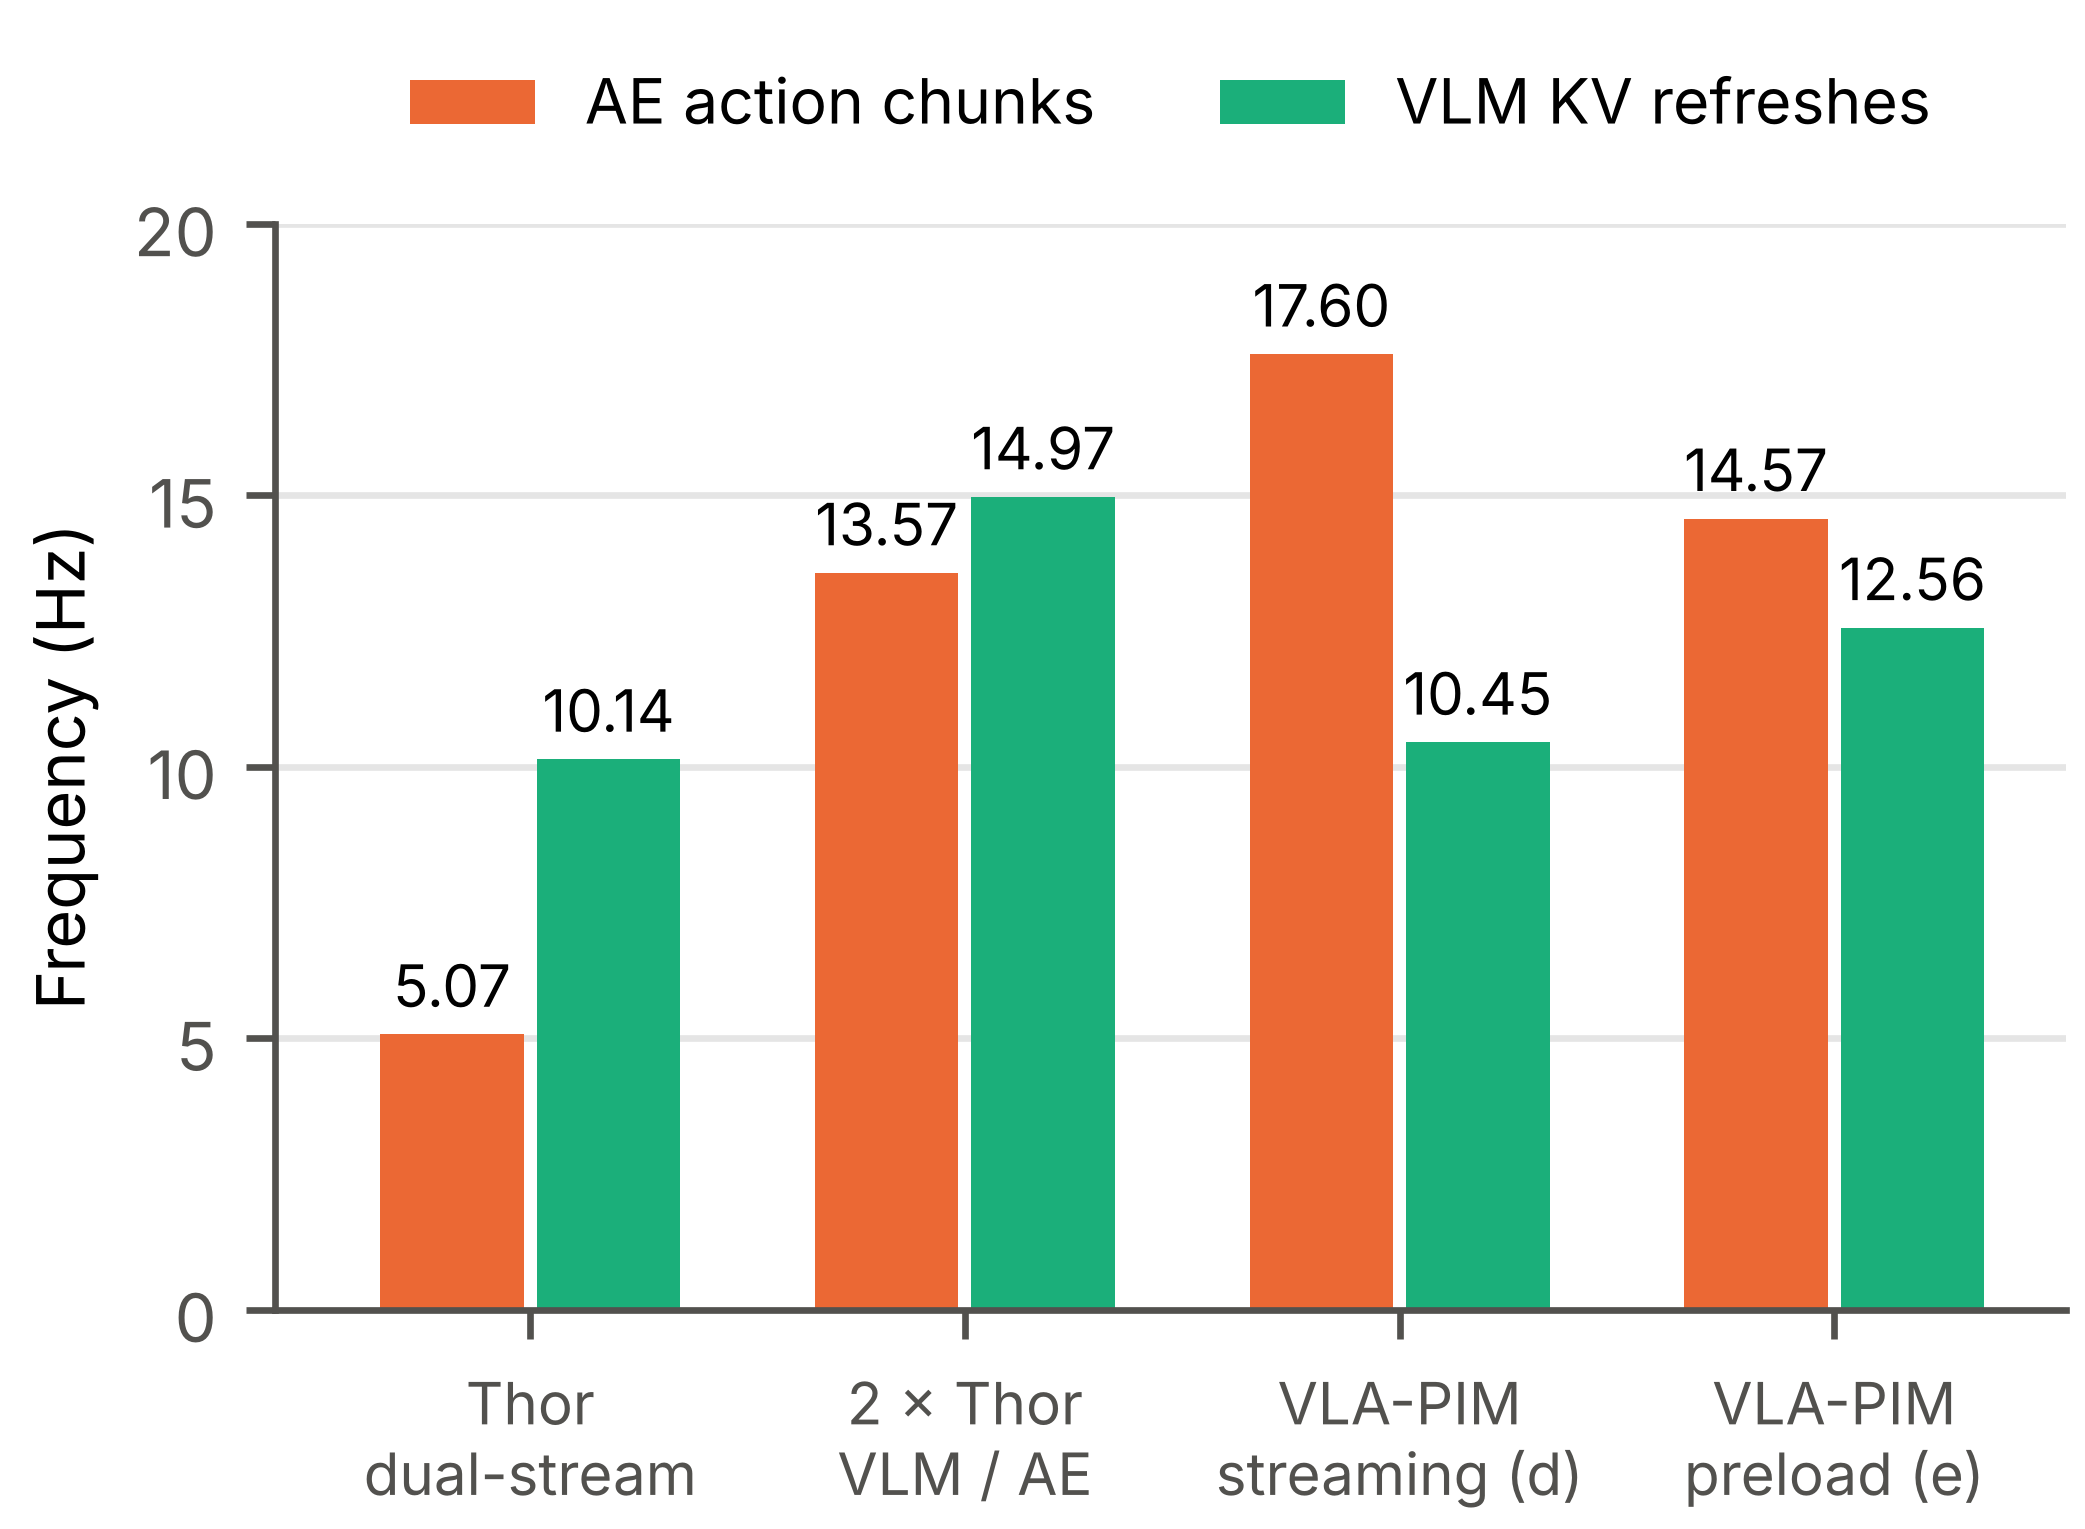 AE action chunks
VLM KV refreshes
Frequency (Hz)
20
15
10
5
0
5.07
10.14
13.57
14.97
17.60
10.45
14.57
12.56
Thor
dual-stream
2 × Thor
VLM / AE
VLA-PIM
streaming (d)
VLA-PIM
preload (e)